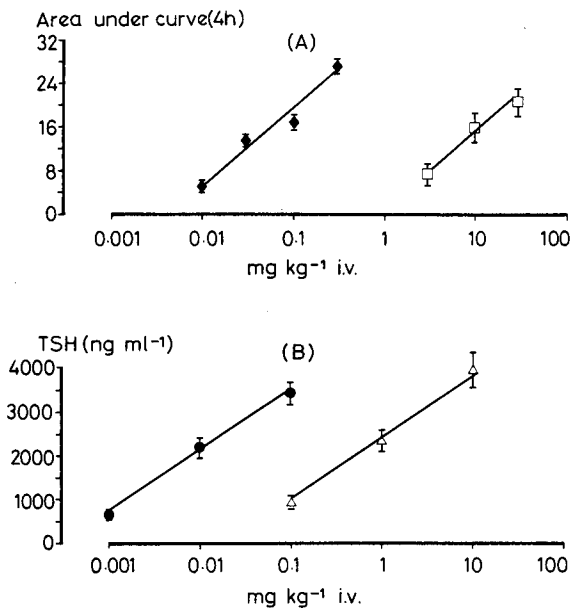 Area under curve(4h)
(A)
32
24
16
8
0
0.001 0.01 0.1 1 10 100
mg kg⁻¹ i.v.
TSH (ng ml⁻¹)
(B)
4000
3000
2000
1000
0
0.001 0.01 0.1 1 10 100
mg kg⁻¹ i.v.